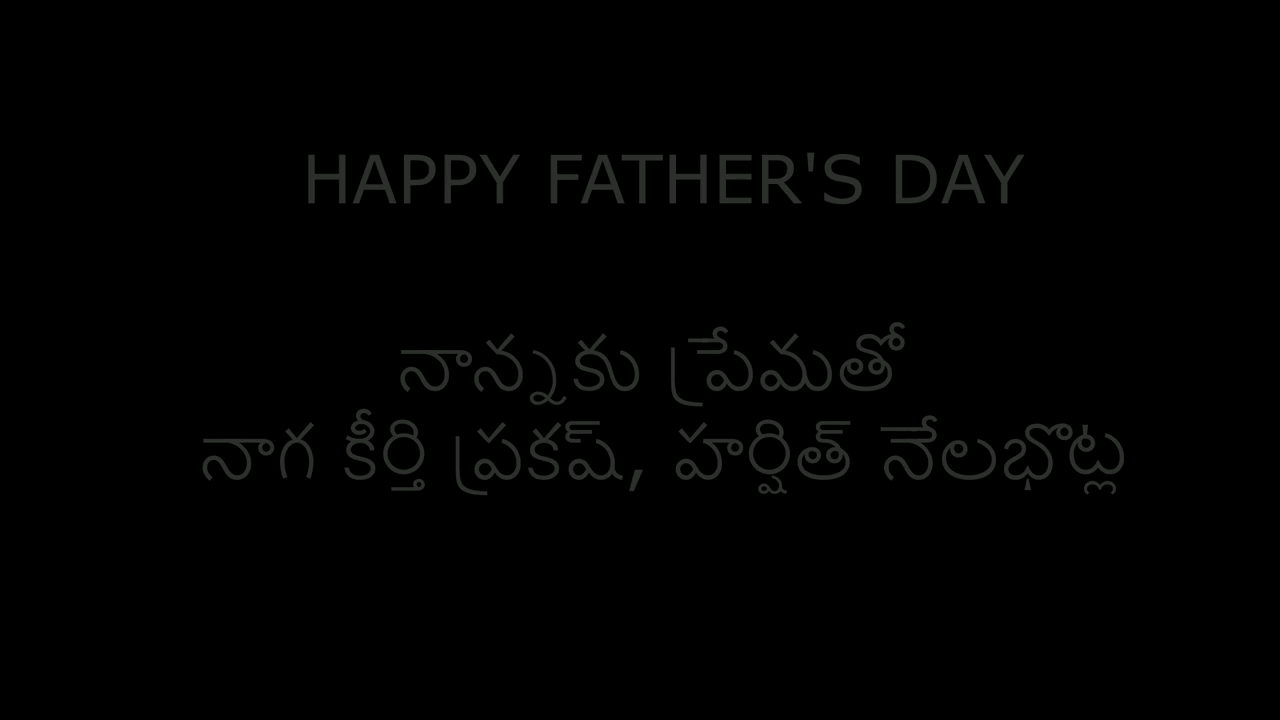 HAPPY FATHER'S DAY
నాన్నకు ప్రేమతో
నాగ కీర్తి ప్రకష్, హర్షిత్ నేలభొట్ల